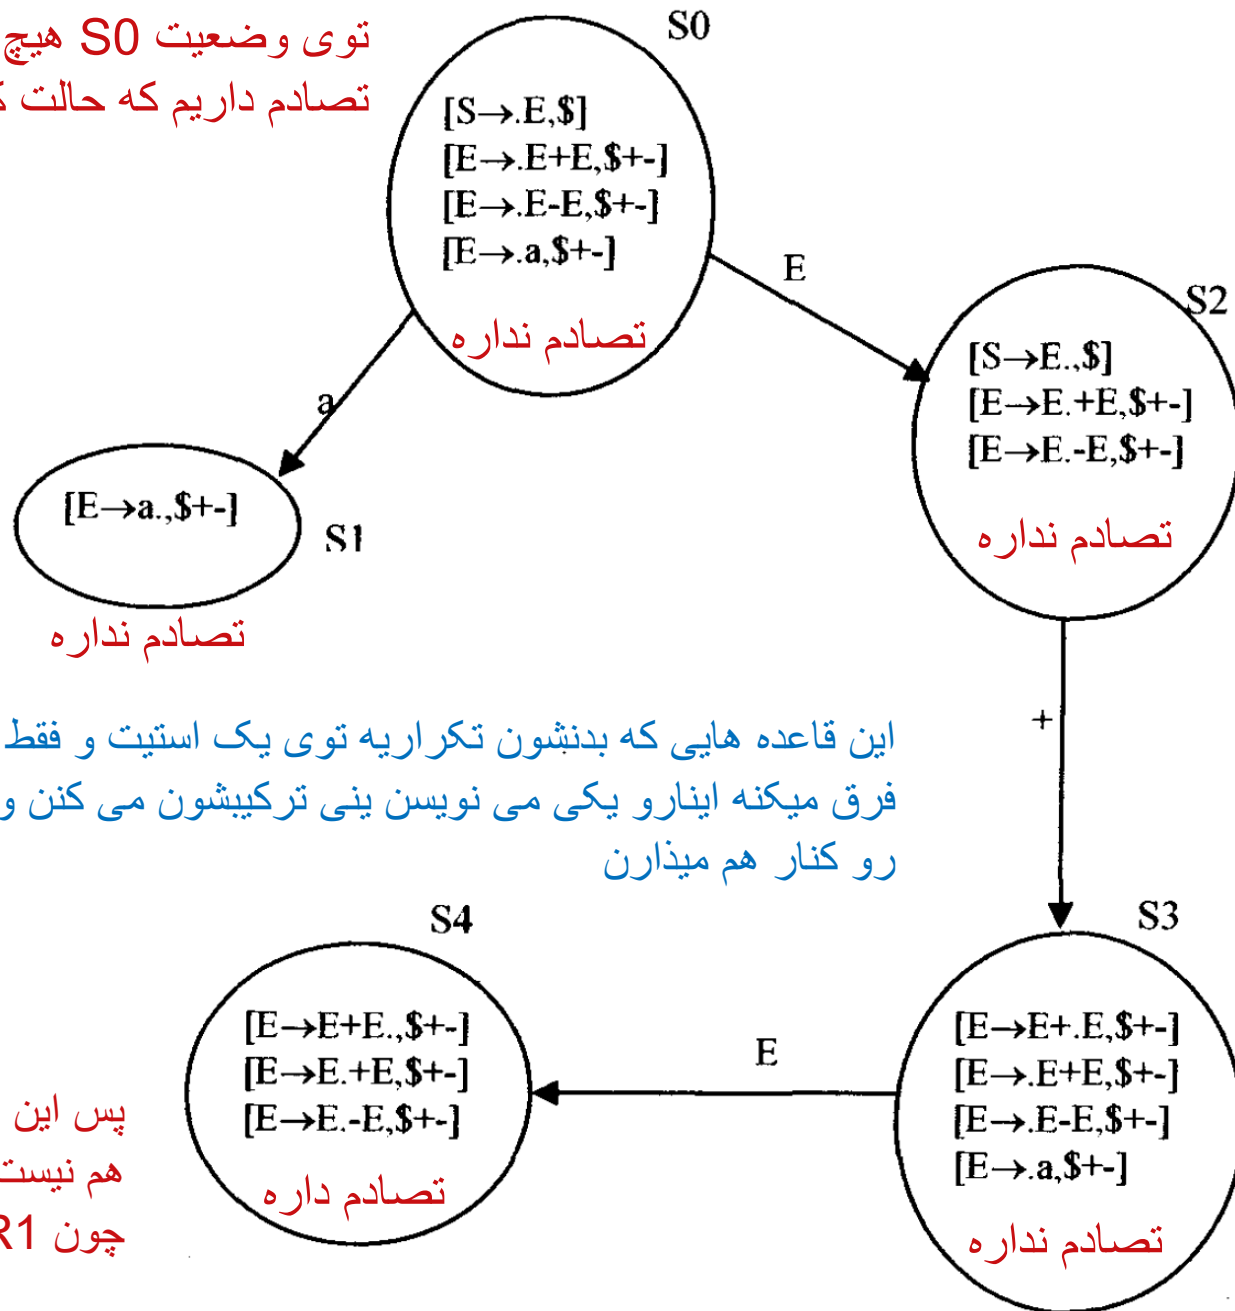 توی وضعیت S0 هیچ
تصادم داریم که حالت
S0
[S→.E,$]
[E→.E+E,$+-]
[E→.E-E,$+-]
[E→.a,$+-]
تصادم نداره
E
a
S2
[S→E.,$]
[E→E.+E,$+-]
[E→E.-E,$+-]
تصادم نداره
[E→a.,$+-]
S1
تصادم نداره
+
این قاعده هایی که بدنشون تکراریه توی یک استیت و فقط
فرق میکنه اینارو یکی می نویسن ینی ترکیبشون می کنن و
رو کنار هم میذارن
S4
[E→E+E.,$+-]
[E→E.+E,$+-]
[E→E.-E,$+-]
تصادم داره
E
S3
[E→E+.E,$+-]
[E→.E+E,$+-]
[E→.E-E,$+-]
[E→.a,$+-]
تصادم نداره
پس این
هم نیست
چون R1